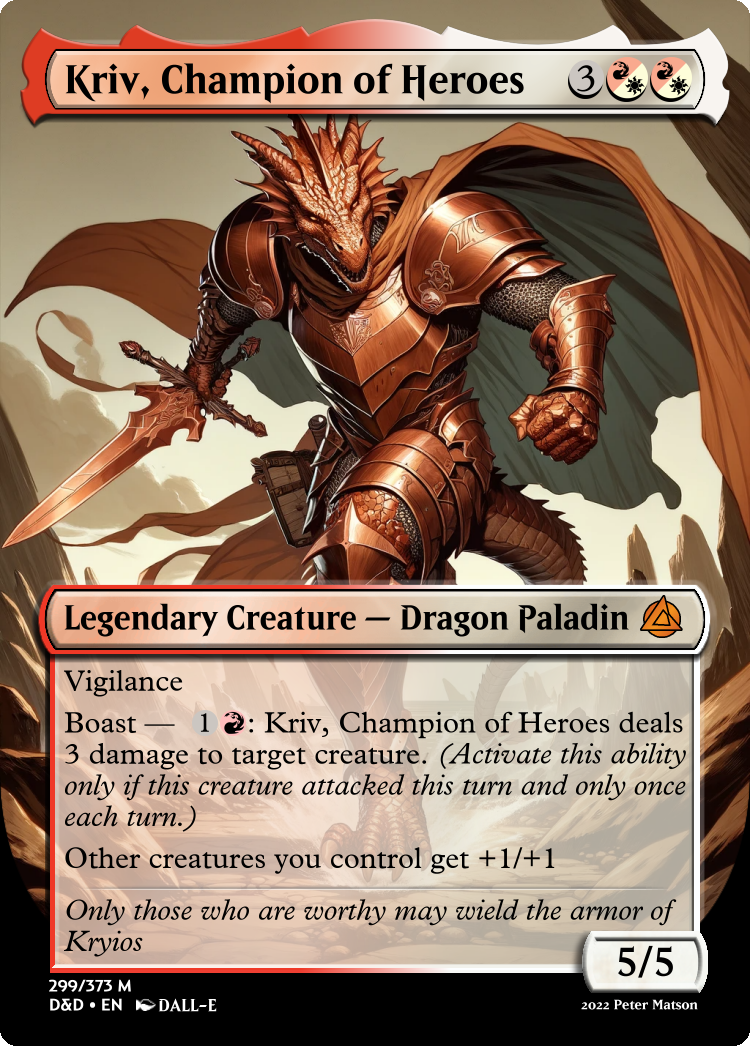 Kriv, Champion of Heroes 3
Legendary Creature — Dragon Paladin
Vigilance
Boast — 1 : Kriv, Champion of Heroes deals
3 damage to target creature. (Activate this ability
only if this creature attacked this turn and only once
each turn.)
Other creatures you control get +1/+1
Only those who are worthy may wield the armor of
Kryios
5/5
299/373 M
D&D • EN DALL-E
2022 Peter Matson